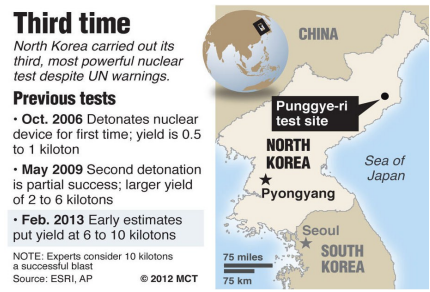 Third time
North Korea carried out its
third, most powerful nuclear
test despite UN warnings.
Previous tests
• Oct. 2006 Detonates nuclear
device for first time; yield is 0.5
to 1 kiloton
• May 2009 Second detonation
is partial success; larger yield
of 2 to 6 kilotons
• Feb. 2013 Early estimates
put yield at 6 to 10 kilotons
NOTE: Experts consider 10 kilotons
a successful blast
Source: ESRI, AP © 2012 MCT
CHINA
Punggye-ri
test site
NORTH
KOREA
Sea of
Japan
Pyongyang
Seoul
SOUTH
KOREA
75 miles
75 km